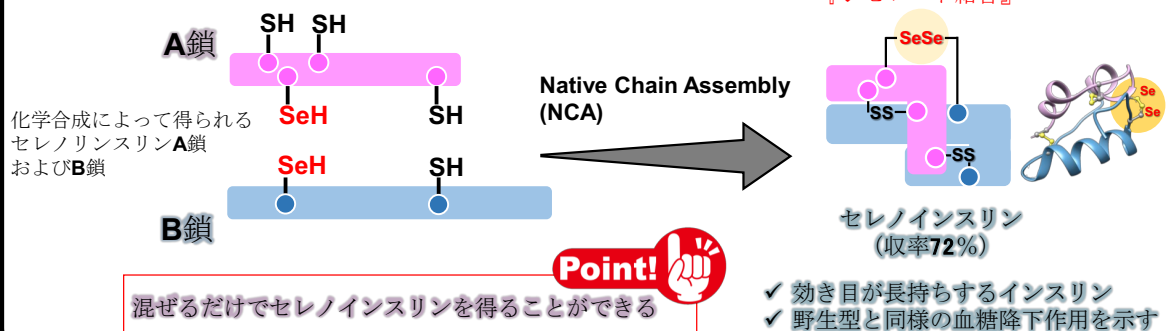 A鎖
SH SH
SeH
SH
化学合成によって得られる
セレノリンスリンA鎖
およびB鎖
SeH
SH
B鎖
Native Chain Assembly
(NCA)
SeSe
SS
SS
Se
Se
セレノインスリン
(収率72%)
Point!
混ぜるだけでセレノインスリンを得ることができる
✓ 効き目が長持ちするインスリン
✓ 野生型と同様の血糖降下作用を示す